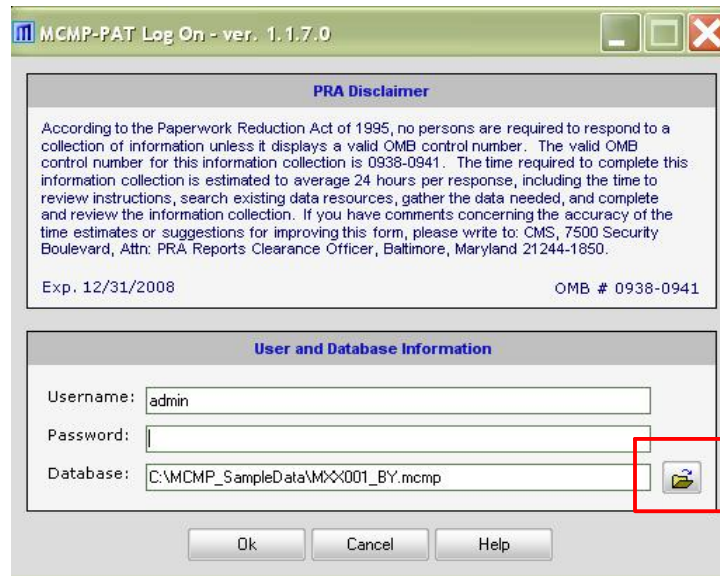 MCMP-PAT Log On - ver. 1.1.7.0
PRA Disclaimer
According to the Paperwork Reduction Act of 1995, no persons are required to respond to a
collection of information unless it displays a valid OMB control number. The valid OMB
control number for this information collection is 0938-0941. The time required to complete this
information collection is estimated to average 24 hours per response, including the time to
review instructions, search existing data resources, gather the data needed, and complete
and review the information collection. If you have comments concerning the accuracy of the
time estimates or suggestions for improving this form, please write to: CMS, 7500 Security
Boulevard, Attn: PRA Reports Clearance Officer, Baltimore, Maryland 21244-1850.
Exp. 12/31/2008 OMB # 0938-0941
User and Database Information
Username: admin
Password:
Database: C:\MCMP_SampleData\MXX001_BY.mcmp
Ok Cancel Help